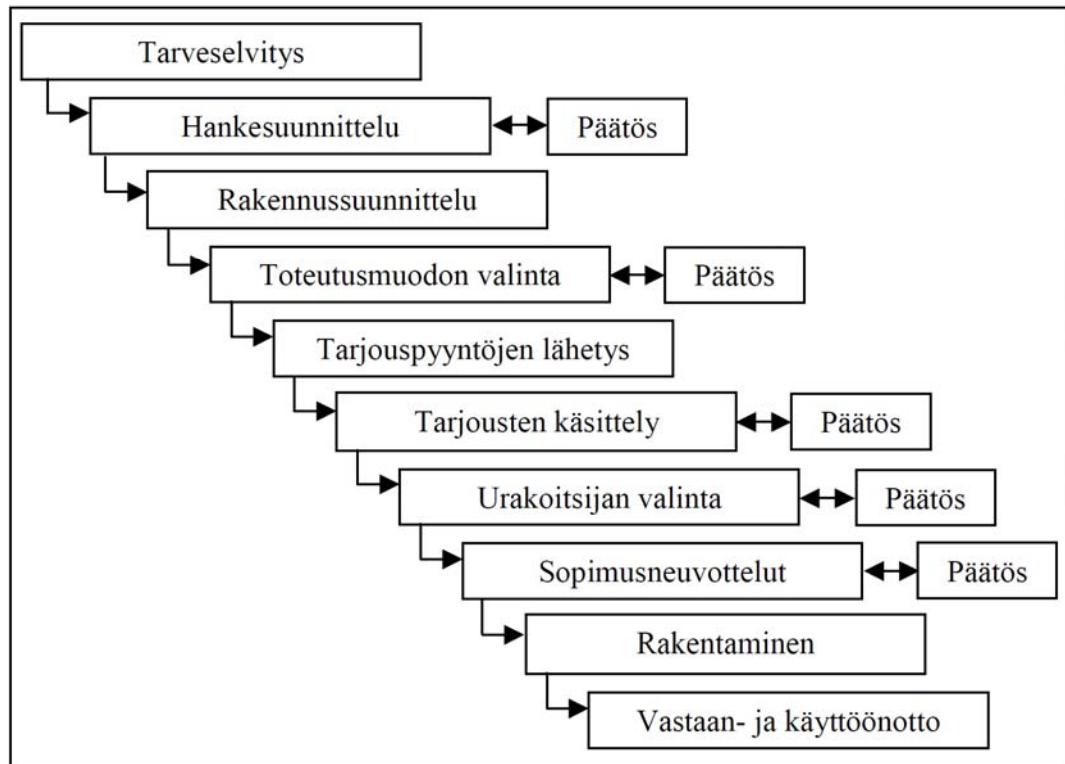 Tarveselvitys
Hankesuunnittelu Päätös
Rakennussuunnittelu
Toteutusmuodon valinta Päätös
Tarjouspyyntöjen lähetys
Tarjousten käsittely Päätös
Urakoitsijan valinta Päätös
Sopimusneuvottelut Päätös
Rakentaminen
Vastaan- ja käyttöönotto